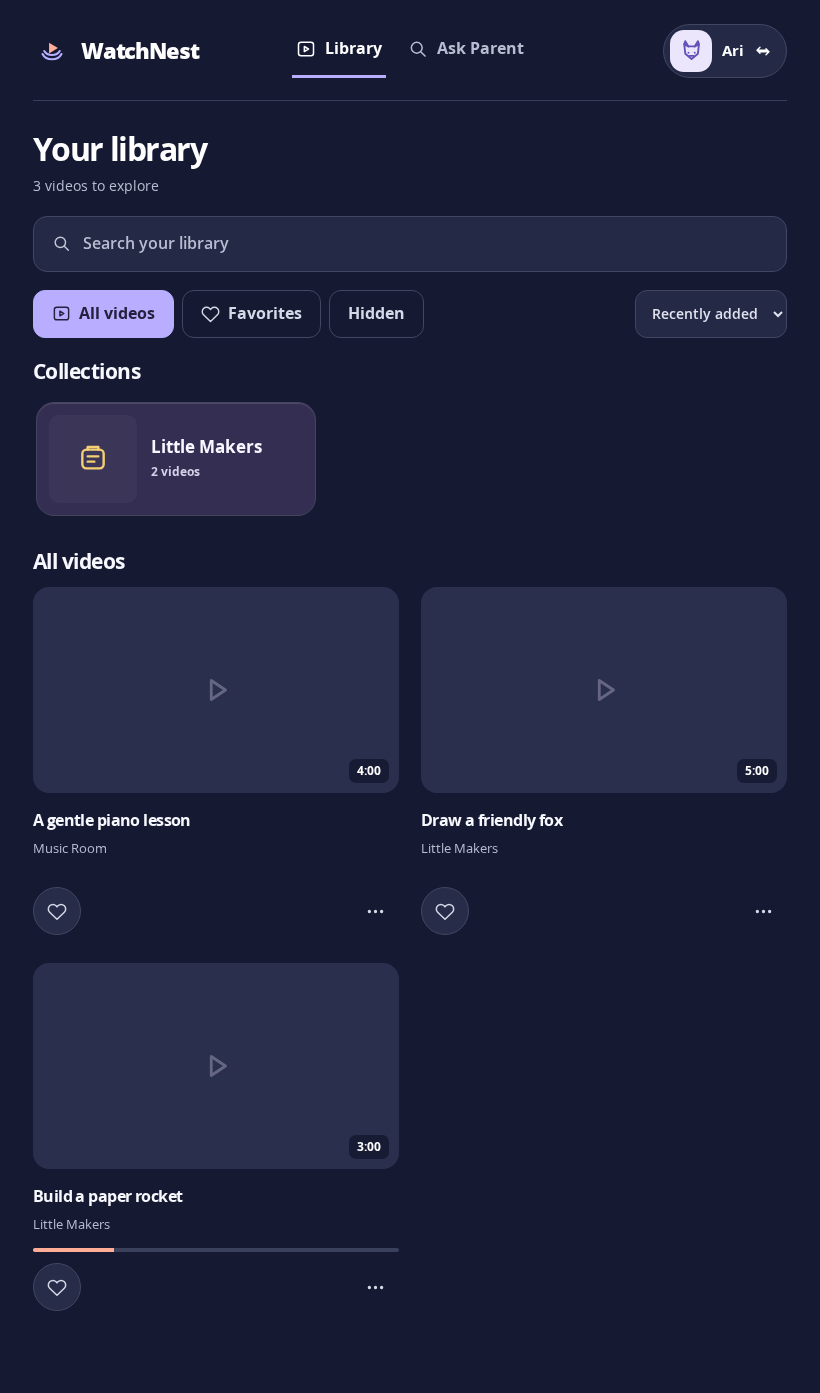 WatchNest
Library
Ask Parent
Ari
Your library
3 videos to explore
Search your library
All videos
Favorites
Hidden
Recently added
Collections
Little Makers
2 videos
All videos
4:00
5:00
A gentle piano lesson
Music Room
Draw a friendly fox
Little Makers
3:00
Build a paper rocket
Little Makers